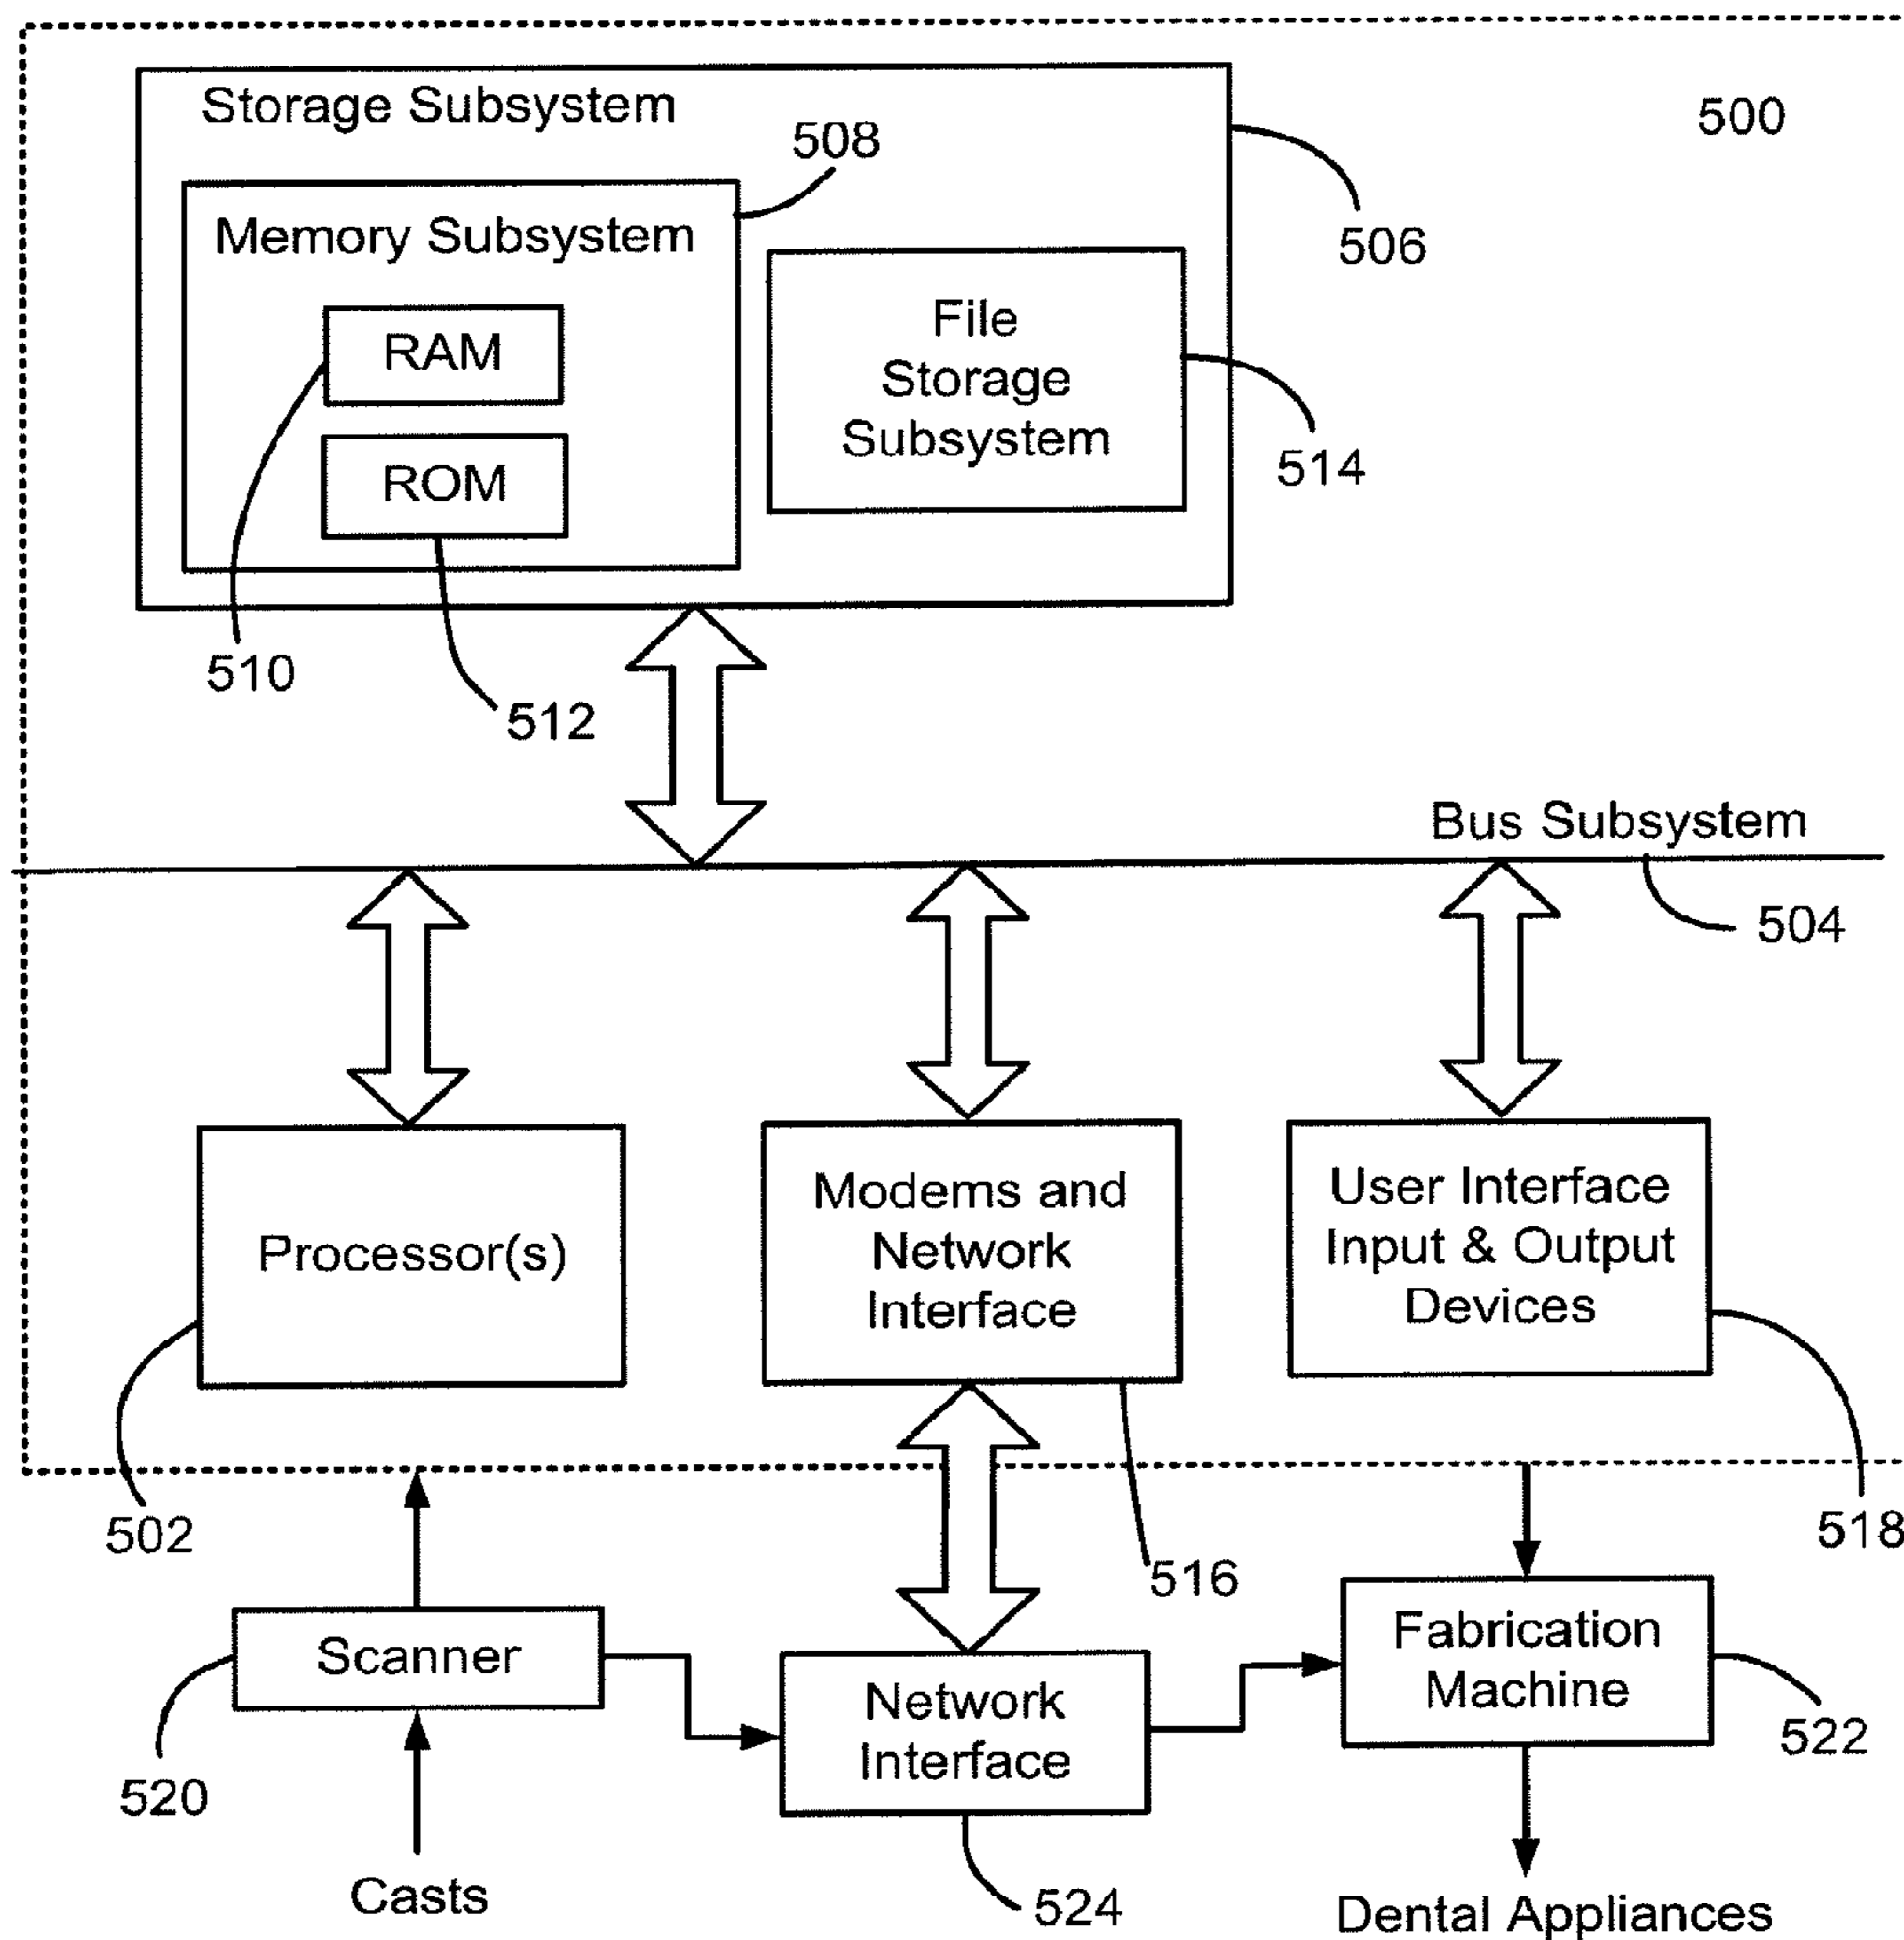 Storage Subsystem
500
508
Memory Subsystem
506
RAM
File
Storage
Subsystem
514
ROM
510
512
Bus Subsystem
504
Processor(s)
Modems and
Network
Interface
User Interface
Input & Output
Devices
502
516
518
Scanner
Network
Interface
Fabrication
Machine
520
522
Casts
524
Dental Appliances